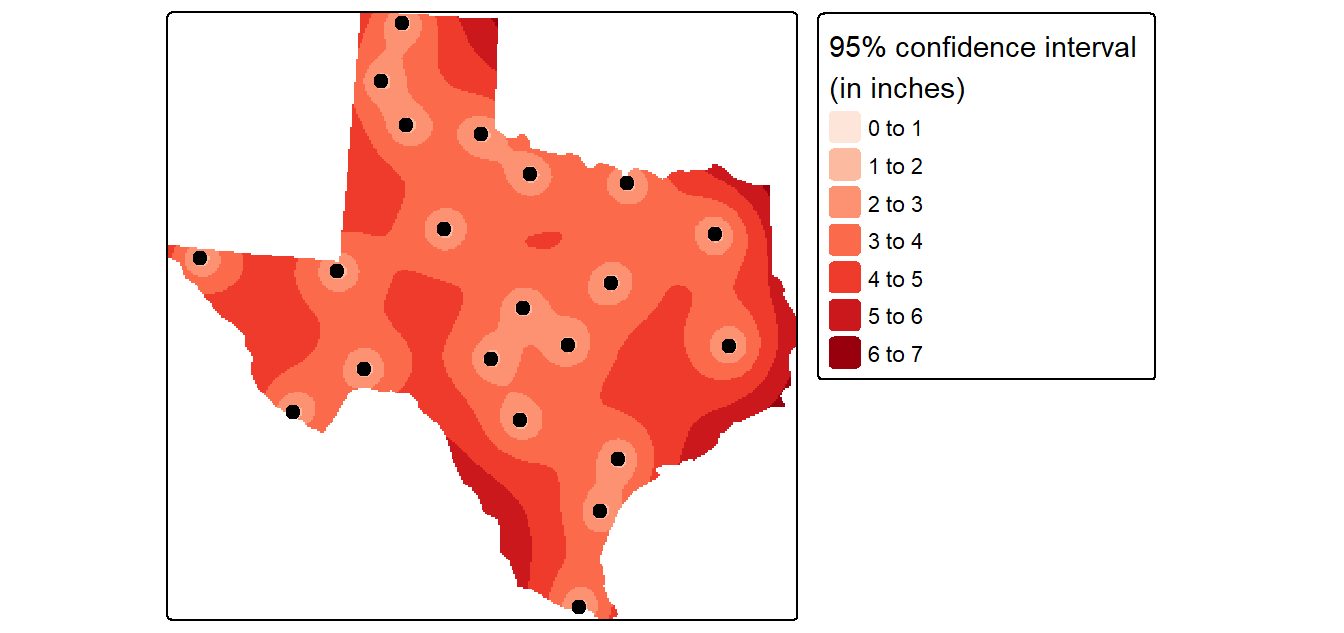 95% confidence interval
(in inches)
0 to 1
1 to 2
2 to 3
3 to 4
4 to 5
5 to 6
6 to 7